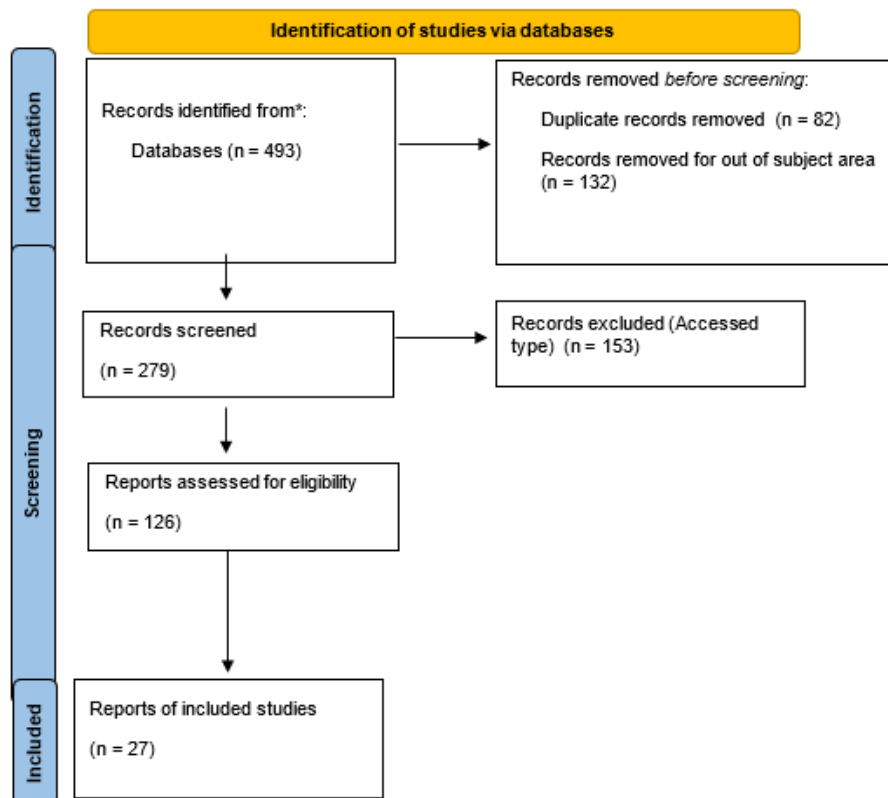 Identification of studies via databases
Identification
Records identified from*:
Databases (n = 493)
Records removed before screening:
Duplicate records removed (n = 82)
Records removed for out of subject area
(n = 132)
Screening
Records screened
(n = 279)
Records excluded (Accessed
type) (n = 153)
Reports assessed for eligibility
(n = 126)
Included
Reports of included studies
(n = 27)